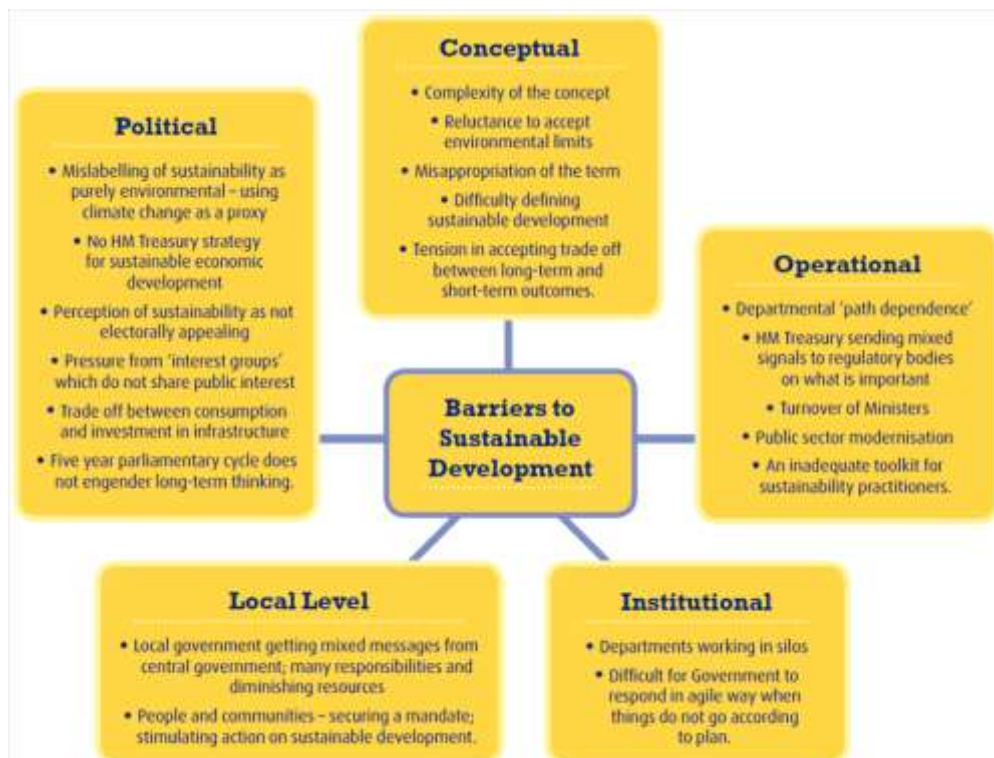 Conceptual
• Complexity of the concept
• Reluctance to accept
environmental limits
• Misappropriation of the term
• Difficulty defining
sustainable development
• Tension in accepting trade off
between long-term and
short-term outcomes.
Political
• Mislabelling of sustainability as
purely environmental – using
climate change as a proxy
• No HM Treasury strategy
for sustainable economic
development
• Perception of sustainability as not
electorally appealing
• Pressure from 'interest groups'
which do not share public interest
• Trade off between consumption
and investment in infrastructure
• Five year parliamentary cycle does
not engender long-term thinking.
Barriers to
Sustainable
Development
Operational
• Departmental 'path dependence'
• HM Treasury sending mixed
signals to regulatory bodies
on what is important
• Turnover of Ministers
• Public sector modernisation
• An inadequate toolkit for
sustainability practitioners.
Local Level
• Local government getting mixed messages from
central government; many responsibilities and
diminishing resources
• People and communities – securing a mandate;
stimulating action on sustainable development.
Institutional
• Departments working in silos
• Difficult for Government to
respond in agile way when
things do not go according
to plan.